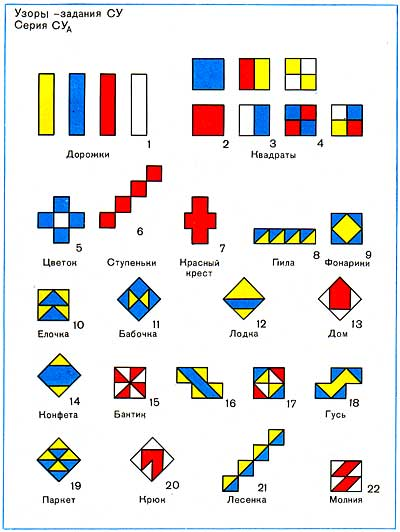 Узоры –задания СУ
Серия СУА
1
2
3
4
Дорожки
Квадраты
5
6
7
8
9
Цветок
Ступеньки
Красный
крест
Пила
Фонарики
10
11
12
13
Елочка
Бабочка
Лодка
Дом
14
15
16
17
18
Конфета
Бантик
Гусь
19
20
21
22
Паркет
Крюк
Лесенка
Молния